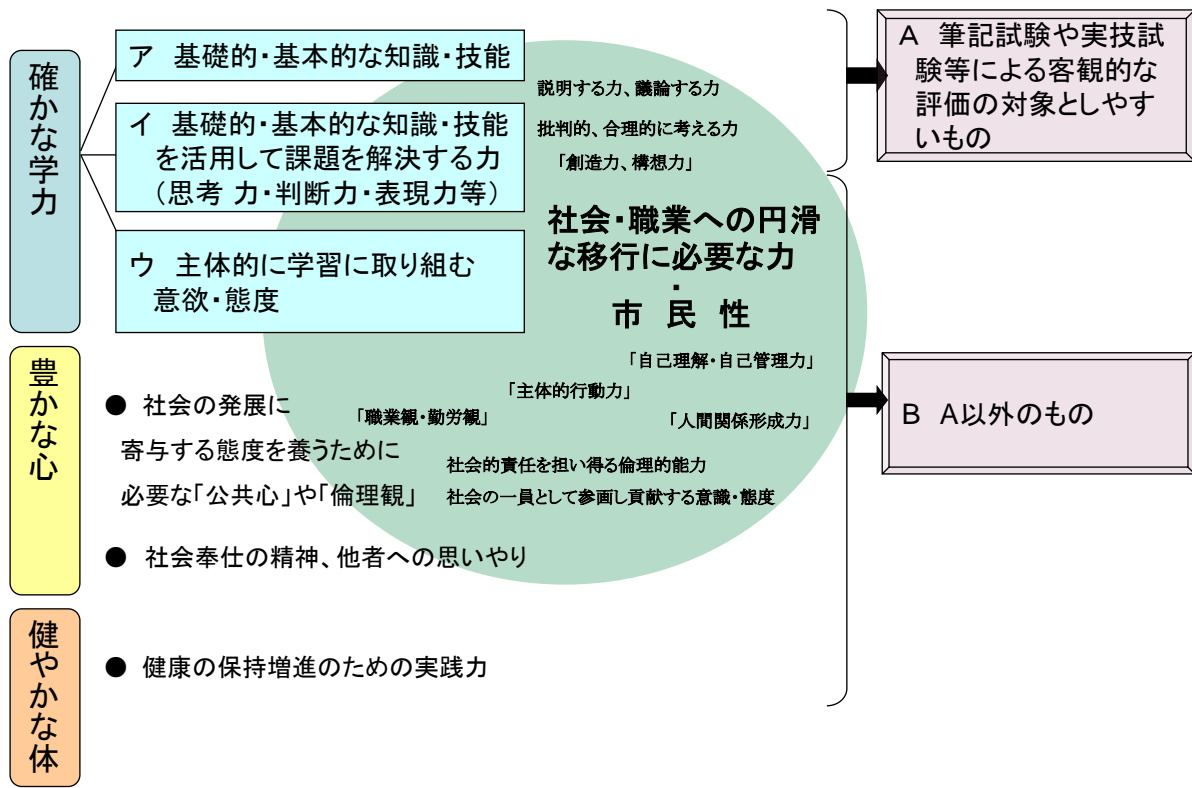 確かな学力
ア 基礎的・基本的な知識・技能
イ 基礎的・基本的な知識・技能
を活用して課題を解決する力
(思考 力・判断力・表現力等)
ウ 主体的に学習に取り組む
意欲・態度
説明する力、議論する力
批判的、合理的に考える力
「創造力、構想力」
社会・職業への円滑
な移行に必要な力
・
市 民 性
「自己理解・自己管理力」
「主体的行動力」
「職業観・勤労観」
「人間関係形成力」
社会的責任を担い得る倫理的能力
社会の一員として参画し貢献する意識・態度
豊かな心
● 社会の発展に
寄与する態度を養うために
必要な「公共心」や「倫理観」
● 社会奉仕の精神、他者への思いやり
健やかな体
● 健康の保持増進のための実践力
A 筆記試験や実技試
験等による客観的な
評価の対象としやす
いもの
B A以外のもの